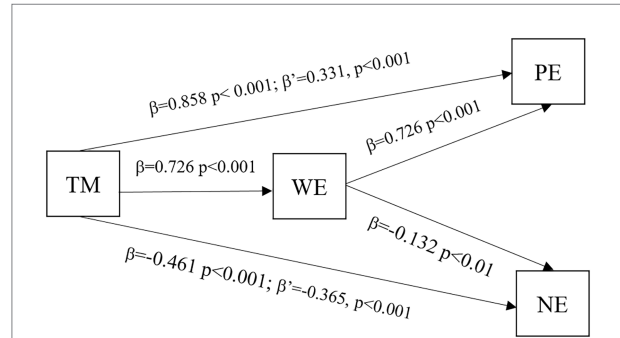 PE
β=0.858 p< 0.001; β’=0.331, p<0.001
β=0.726 p<0.001
β=0.726 p<0.001
TM
WE
β=-0.132 p<0.01
β=-0.461 p<0.001; β’=-0.365, p<0.001
NE